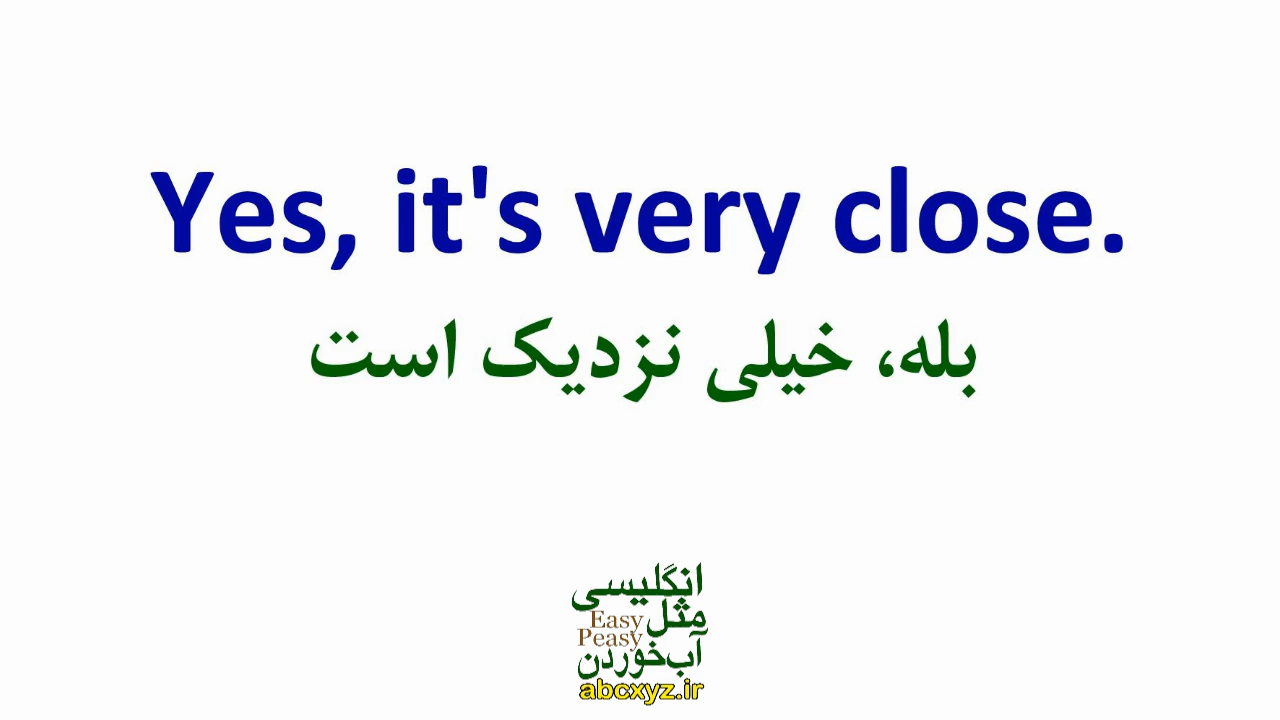 Yes, it's very close.
بله، خیلی نزدیک است
انگلیسی
مثل
Easy
Peasy
آب‌خوردن
abcxyz.ir